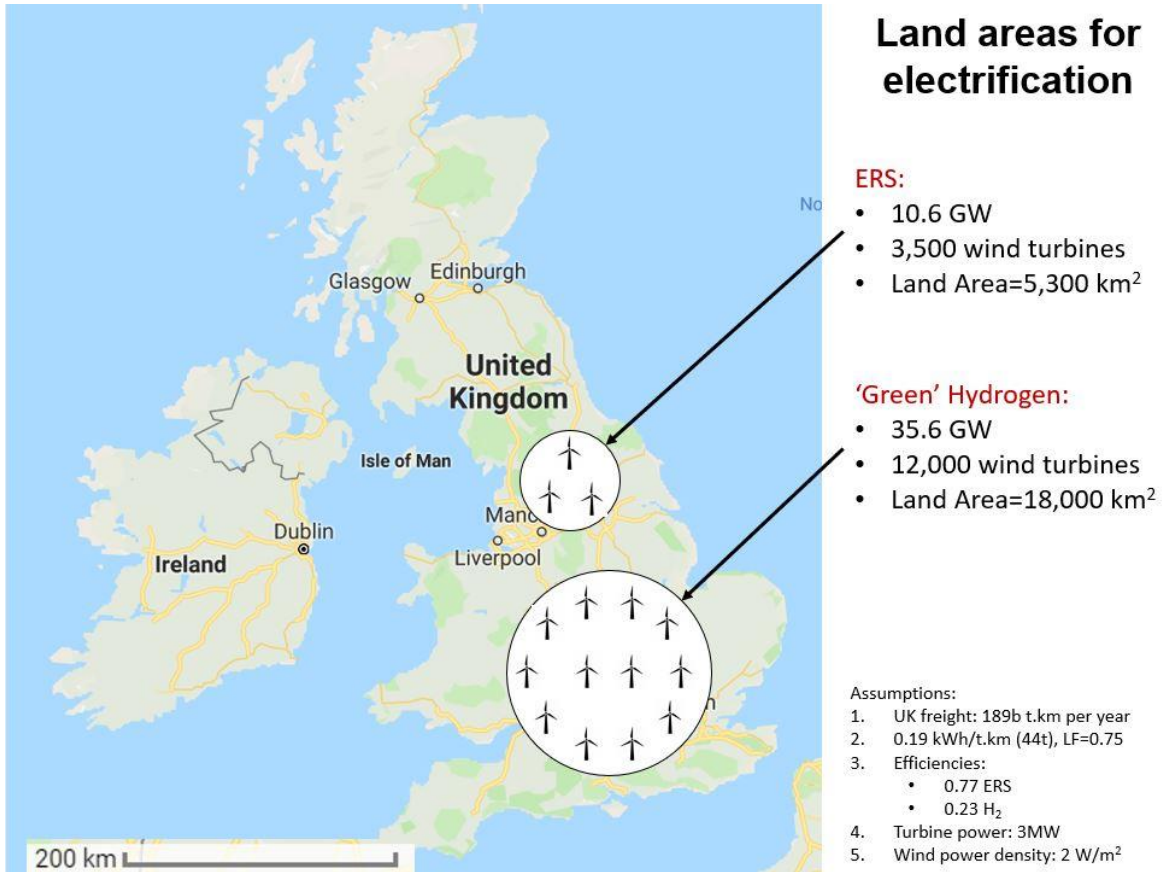 Land areas for
electrification
ERS:
• 10.6 GW
• 3,500 wind turbines
• Land Area=5,300 km²
‘Green’ Hydrogen:
• 35.6 GW
• 12,000 wind turbines
• Land Area=18,000 km²
Assumptions:
1. UK freight: 189b t.km per year
2. 0.19 kWh/t.km (44t), LF=0.75
3. Efficiencies:
• 0.77 ERS
• 0.23 H₂
4. Turbine power: 3MW
5. Wind power density: 2 W/m²
No
Glasgow
Edinburgh
United
Kingdom
Isle of Man
Manc
Liverpool
Dublin
Ireland
n
200 km